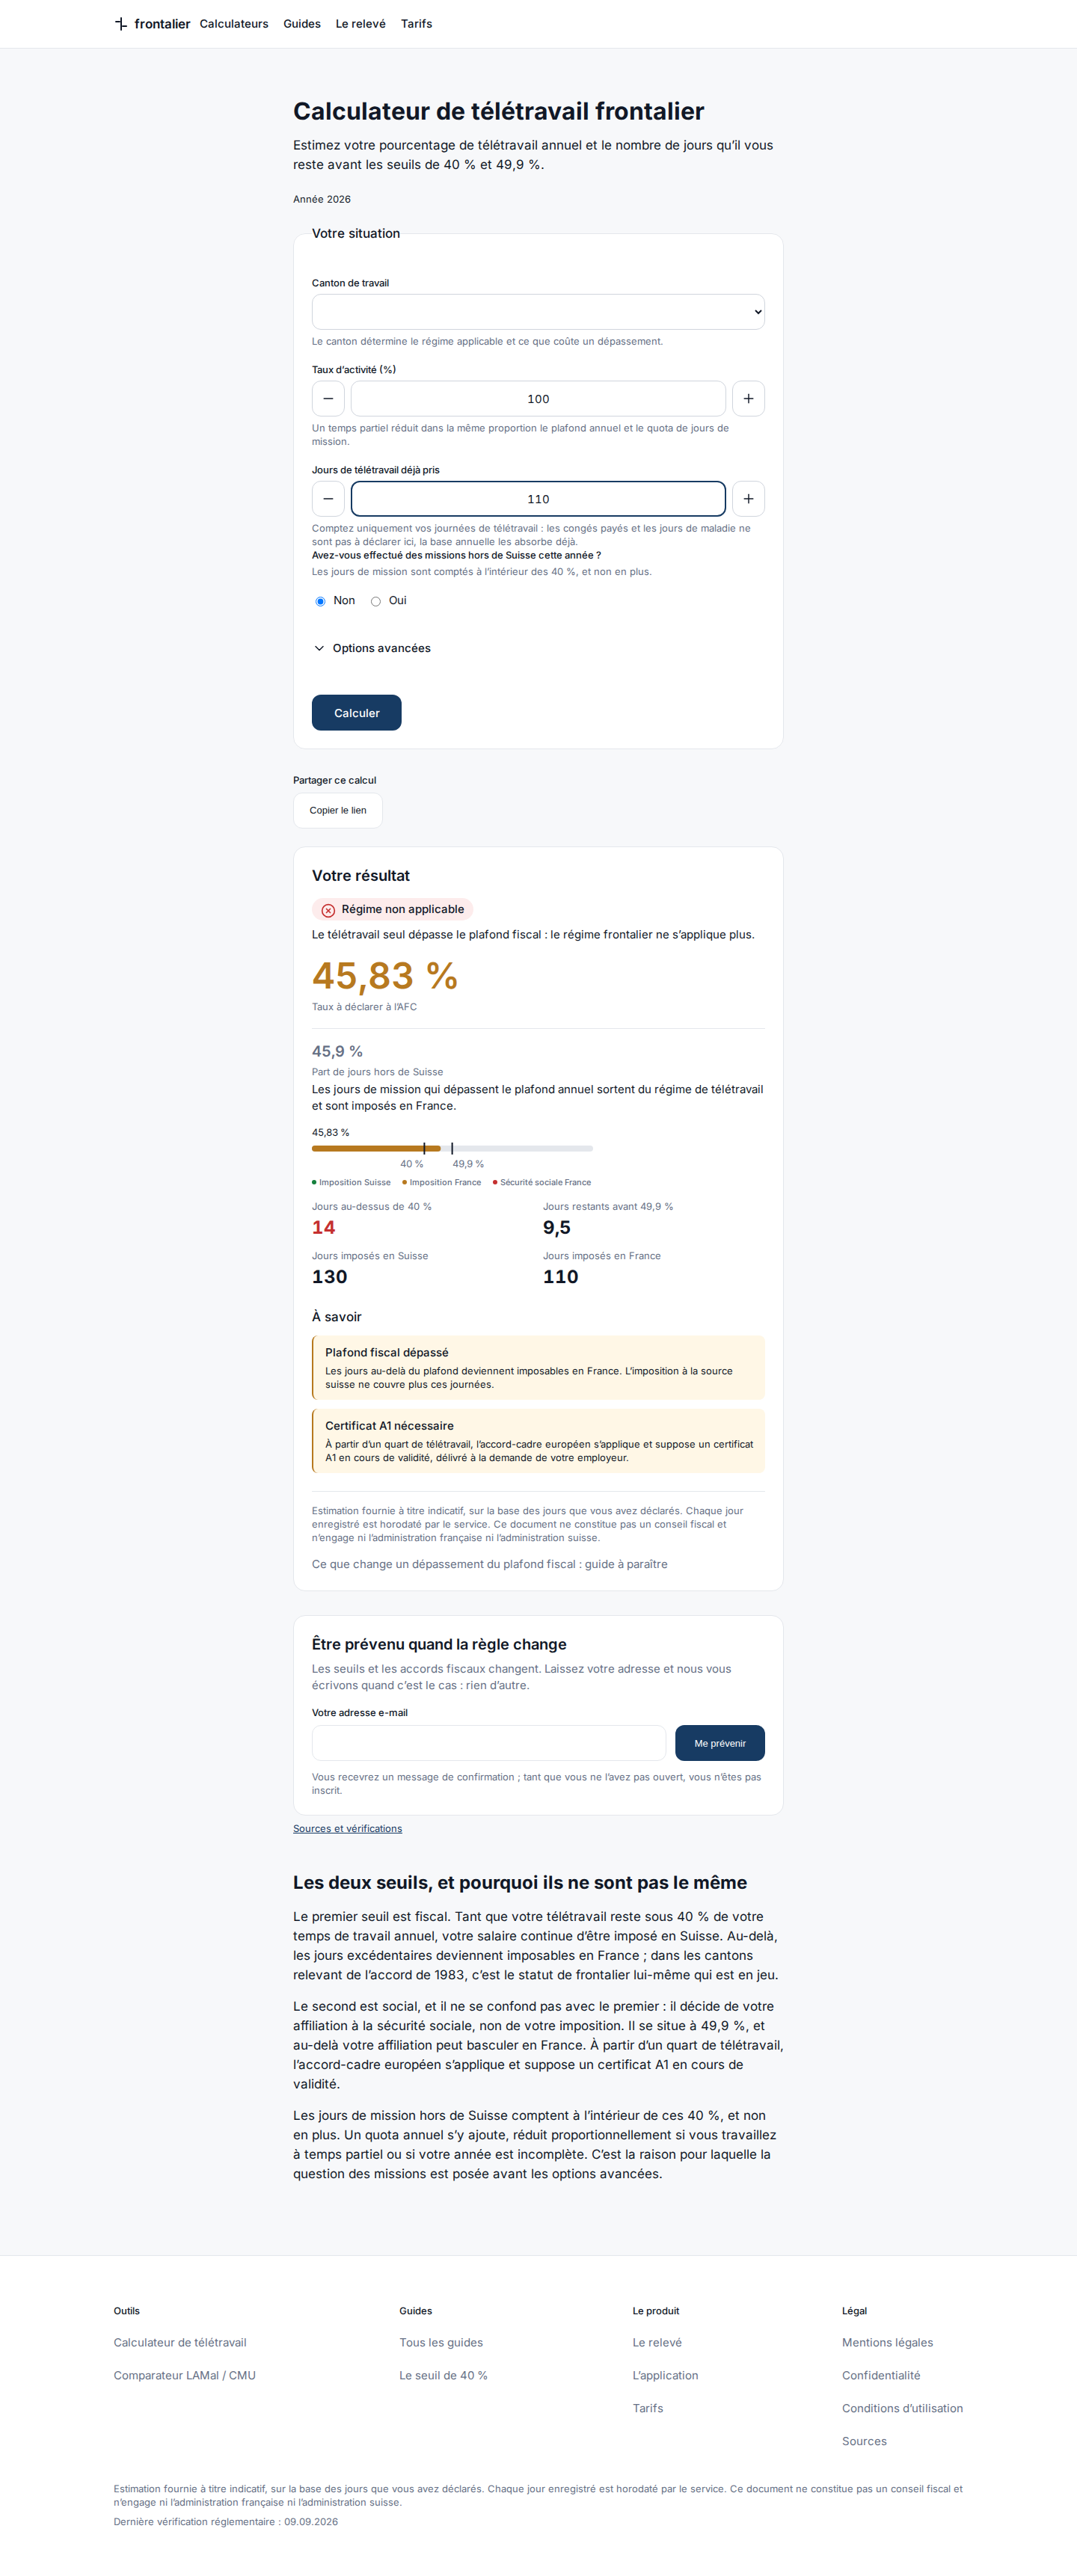 frontalier Calculateurs Guides Le relevé Tarifs
Calculateur de télétravail frontalier
Estimez votre pourcentage de télétravail annuel et le nombre de jours qu’il vous
reste avant les seuils de 40 % et 49,9 %.
Année 2026
Votre situation
Canton de travail
Le canton détermine le régime applicable et ce que coûte un dépassement.
Taux d’activité (%)
100
Un temps partiel réduit dans la même proportion le plafond annuel et le quota de jours de
mission.
Jours de télétravail déjà pris
110
Comptez uniquement vos journées de télétravail : les congés payés et les jours de maladie ne
sont pas à déclarer ici, la base annuelle les absorbe déjà.
Avez-vous effectué des missions hors de Suisse cette année ?
Les jours de mission sont comptés à l’intérieur des 40 %, et non en plus.
Non Oui
Options avancées
Calculer
Partager ce calcul
Copier le lien
Votre résultat
Régime non applicable
Le télétravail seul dépasse le plafond fiscal : le régime frontalier ne s’applique plus.
45,83 %
Taux à déclarer à l’AFC
45,9 %
Part de jours hors de Suisse
Les jours de mission qui dépassent le plafond annuel sortent du régime de télétravail
et sont imposés en France.
45,83 %
40 % 49,9 %
Imposition Suisse Imposition France Sécurité sociale France
Jours au-dessus de 40 % Jours restants avant 49,9 %
14 9,5
Jours imposés en Suisse Jours imposés en France
130 110
À savoir
Plafond fiscal dépassé
Les jours au-delà du plafond deviennent imposables en France. L’imposition à la source
suisse ne couvre plus ces journées.
Certificat A1 nécessaire
À partir d’un quart de télétravail, l’accord-cadre européen s’applique et suppose un certificat
A1 en cours de validité, délivré à la demande de votre employeur.
Estimation fournie à titre indicatif, sur la base des jours que vous avez déclarés. Chaque jour
enregistré est horodaté par le service. Ce document ne constitue pas un conseil fiscal et
n’engage ni l’administration française ni l’administration suisse.
Ce que change un dépassement du plafond fiscal : guide à paraître
Être prévenu quand la règle change
Les seuils et les accords fiscaux changent. Laissez votre adresse et nous vous
écrivons quand c’est le cas : rien d’autre.
Votre adresse e-mail
Me prévenir
Vous recevrez un message de confirmation ; tant que vous ne l’avez pas ouvert, vous n’êtes pas
inscrit.
Sources et vérifications
Les deux seuils, et pourquoi ils ne sont pas le même
Le premier seuil est fiscal. Tant que votre télétravail reste sous 40 % de votre
temps de travail annuel, votre salaire continue d’être imposé en Suisse. Au-delà,
les jours excédentaires deviennent imposables en France ; dans les cantons
relevant de l’accord de 1983, c’est le statut de frontalier lui-même qui est en jeu.
Le second est social, et il ne se confond pas avec le premier : il décide de votre
affiliation à la sécurité sociale, non de votre imposition. Il se situe à 49,9 %, et
au-delà votre affiliation peut basculer en France. À partir d’un quart de télétravail,
l’accord-cadre européen s’applique et suppose un certificat A1 en cours de
validité.
Les jours de mission hors de Suisse comptent à l’intérieur de ces 40 %, et non
en plus. Un quota annuel s’y ajoute, réduit proportionnellement si vous travaillez
à temps partiel ou si votre année est incomplète. C’est la raison pour laquelle la
question des missions est posée avant les options avancées.
Outils Guides Le produit Légal
Calculateur de télétravail Tous les guides Le relevé Mentions légales
Comparateur LAMal / CMU Le seuil de 40 % L’application Confidentialité
Tarifs Conditions d’utilisation
Sources
Estimation fournie à titre indicatif, sur la base des jours que vous avez déclarés. Chaque jour enregistré est horodaté par le service. Ce document ne constitue pas un conseil fiscal et
n’engage ni l’administration française ni l’administration suisse.
Dernière vérification réglementaire : 09.09.2026